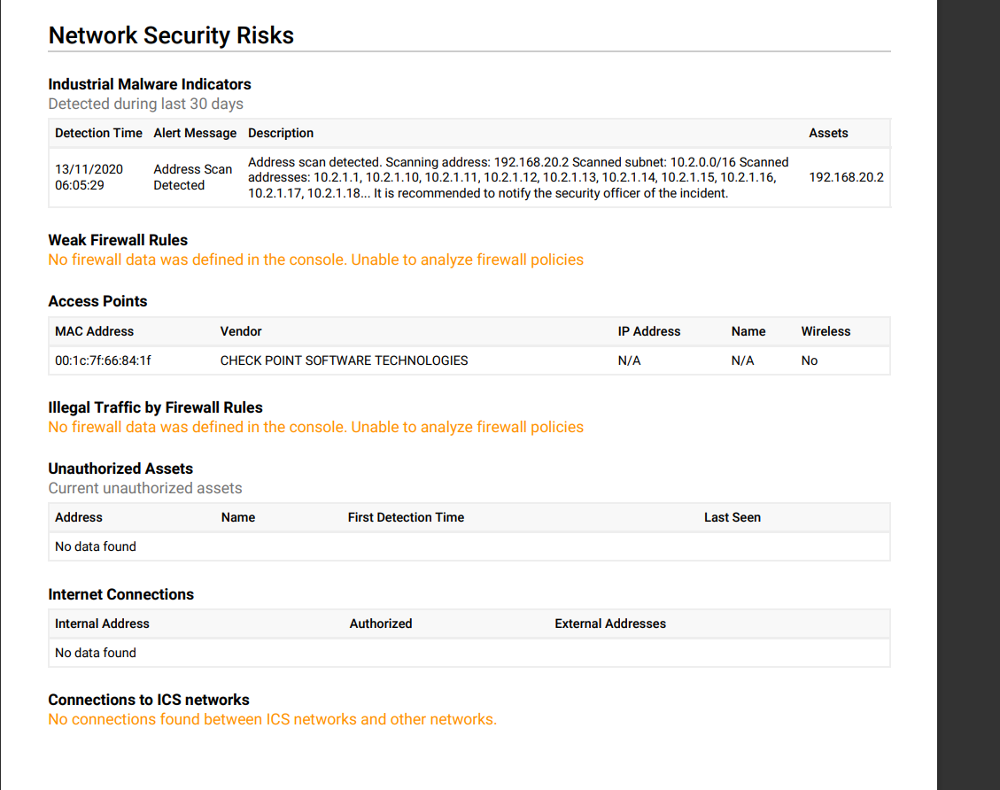 Network Security Risks
Industrial Malware Indicators
Detected during last 30 days
Detection Time Alert Message Description Assets
13/11/2020 06:05:29 Address Scan Detected Address scan detected. Scanning address: 192.168.20.2 Scanned subnet: 10.2.0.0/16 Scanned addresses: 10.2.1.1, 10.2.1.10, 10.2.1.11, 10.2.1.12, 10.2.1.13, 10.2.1.14, 10.2.1.15, 10.2.1.16, 10.2.1.17, 10.2.1.18... It is recommended to notify the security officer of the incident. 192.168.20.2
Weak Firewall Rules
No firewall data was defined in the console. Unable to analyze firewall policies
Access Points
MAC Address Vendor IP Address Name Wireless
00:1c:7f:66:84:1f CHECK POINT SOFTWARE TECHNOLOGIES N/A N/A No
Illegal Traffic by Firewall Rules
No firewall data was defined in the console. Unable to analyze firewall policies
Unauthorized Assets
Current unauthorized assets
Address Name First Detection Time Last Seen
No data found
Internet Connections
Internal Address Authorized External Addresses
No data found
Connections to ICS networks
No connections found between ICS networks and other networks.